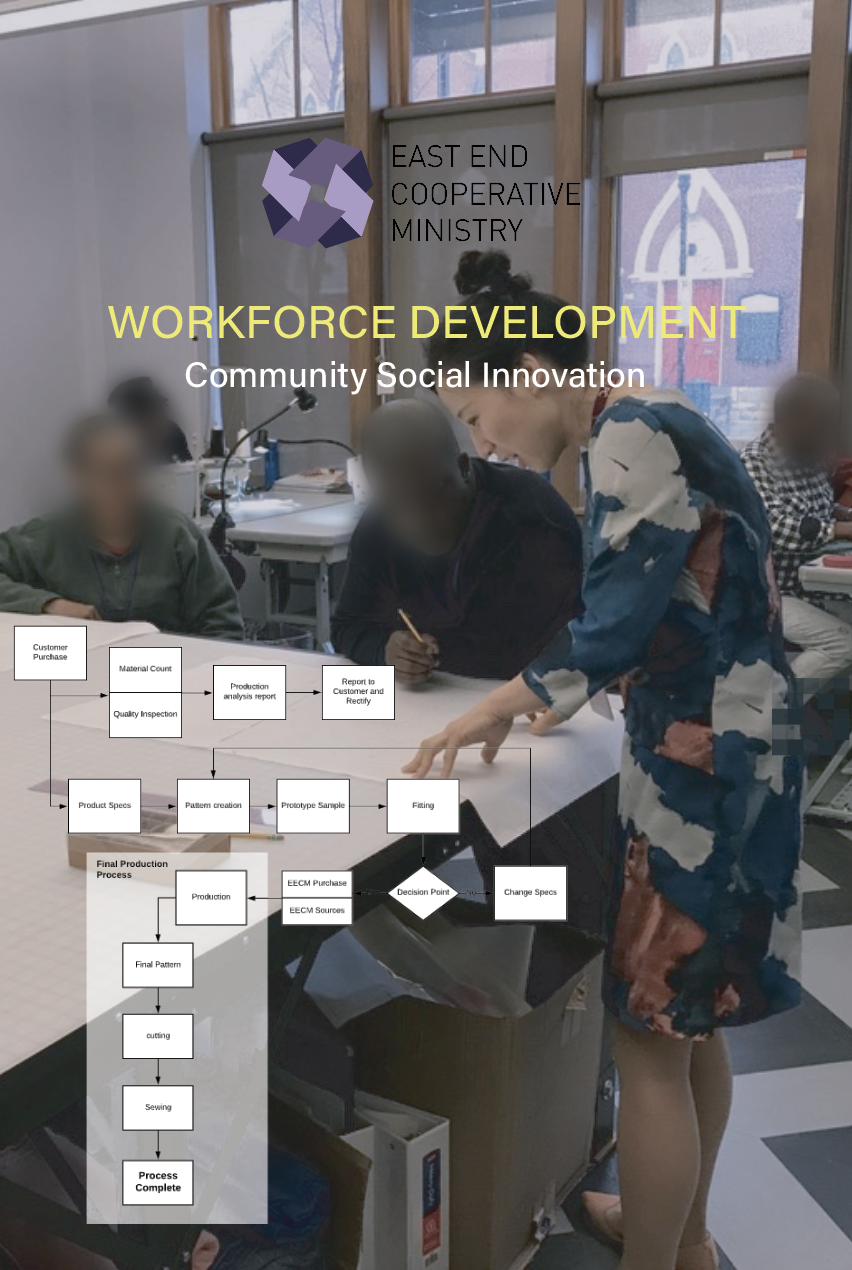 EAST END
COOPERATIVE
MINISTRY
WORKFORCE DEVELOPMENT
Community Social Innovation
Customer
Purchase
Material Count
Quality Inspection
Production
analysis report
Report to
Customer and
Rectify
Product Specs
Pattern creation
Prototype Sample
Fitting
Final Production
Process
Production
EECM Purchase
EECM Sources
Decision Point
No
Change Specs
Final Pattern
cutting
Sewing
Process
Complete